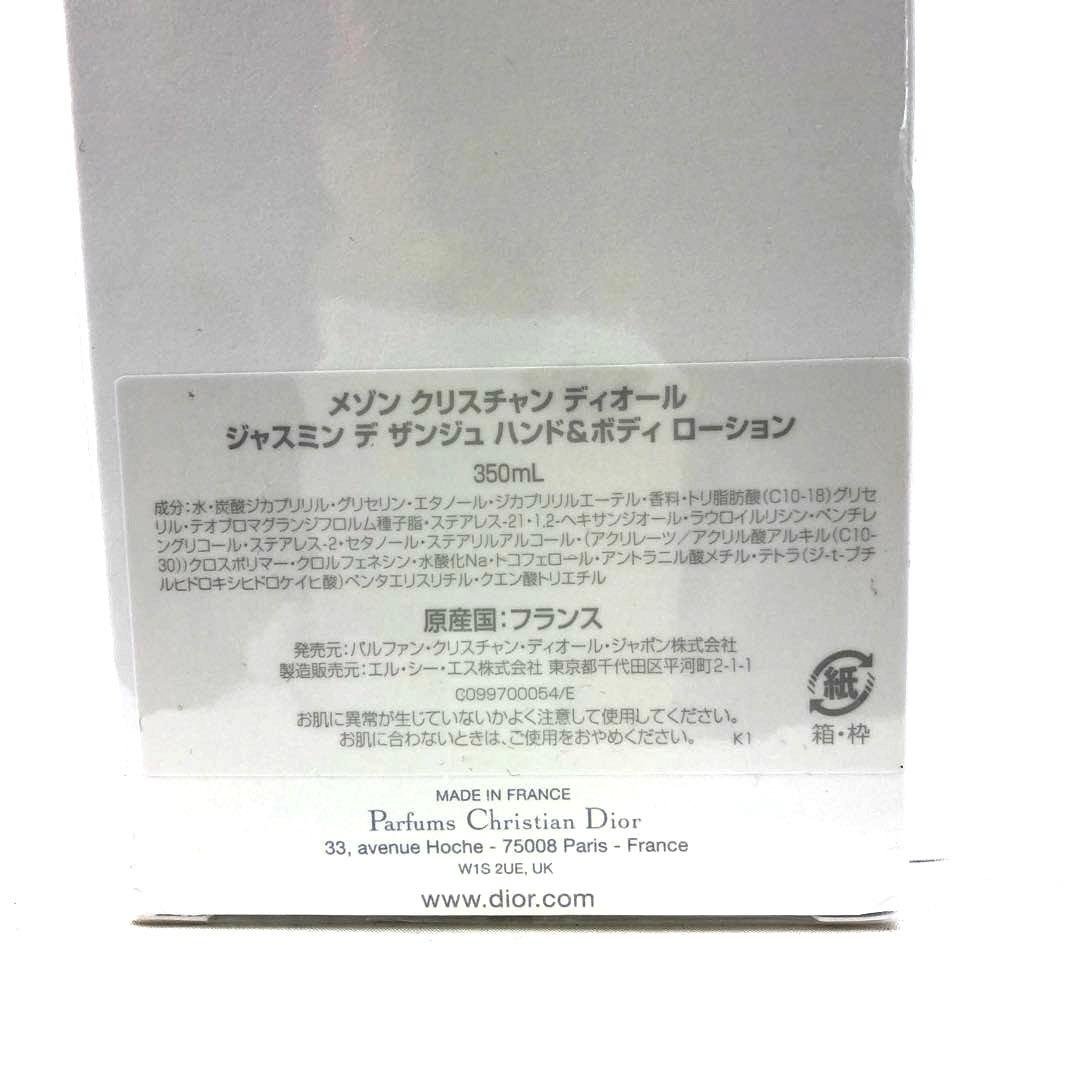 メゾン クリスチャン ディオール
ジャスミン デ ザンジュ ハンド&ボディ ローション
350mL
成分:水・炭酸ジカプリリル・グリセリン・エタノール・ジカプリリルエーテル・香料・トリ脂肪酸(C10-18)グリセ
リル・テオブロマグランジフロルム種子脂・ステアレス-21・1,2-ヘキサンジオール・ラウロイルリシン・ペンチレ
ングリコール・ステアレス-2・セタノール・ステアリルアルコール・(アクリレーツ/アクリル酸アルキル(C10-
30))クロスポリマー・クロルフェネシン・水酸化Na・トコフェロール・アントラニル酸メチル・テトラ(ジ-t-ブチ
ルヒドロキシヒドロケイヒ酸)ペンタエリスリチル・クエン酸トリエチル
原産国:フランス
発売元:パルファン・クリスチャン・ディオール・ジャポン株式会社
製造販売元:エル・シー・エス株式会社 東京都千代田区平河町2-1-1
C099700054/E
紙
お肌に異常が生じていないかよく注意して使用してください。
お肌に合わないときは、ご使用をおやめください。 K1
箱・枠
MADE IN FRANCE
Parfums Christian Dior
33, avenue Hoche - 75008 Paris - France
W1S 2UE, UK
www.dior.com